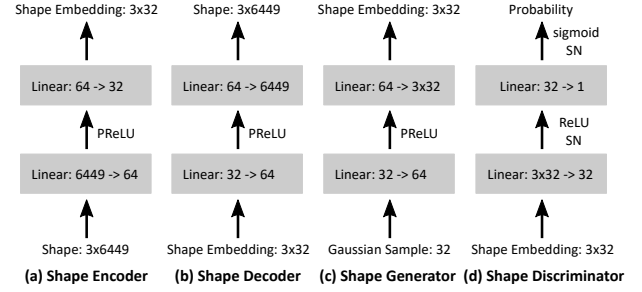 Shape Embedding: 3x32
Linear: 64 -> 32
PReLU
Linear: 6449 -> 64
Shape: 3x6449
(a) Shape Encoder
Shape: 3x6449
Linear: 64 -> 6449
PReLU
Linear: 32 -> 64
Shape Embedding: 3x32
(b) Shape Decoder
Shape Embedding: 3x32
Linear: 64 -> 3x32
PReLU
Linear: 32 -> 64
Gaussian Sample: 32
(c) Shape Generator
Probability
sigmoid
SN
Linear: 32 -> 1
ReLU
SN
Linear: 3x32 -> 32
Shape Embedding: 3x32
(d) Shape Discriminator